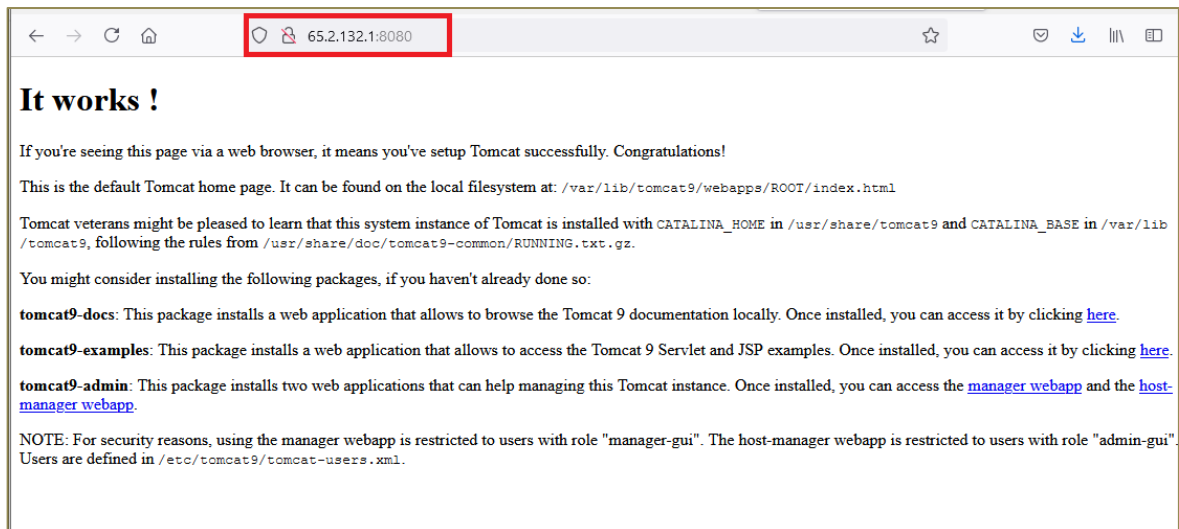 65.2.132.1:8080
It works !
If you're seeing this page via a web browser, it means you've setup Tomcat successfully. Congratulations!
This is the default Tomcat home page. It can be found on the local filesystem at: /var/lib/tomcat9/webapps/ROOT/index.html
Tomcat veterans might be pleased to learn that this system instance of Tomcat is installed with CATALINA_HOME in /usr/share/tomcat9 and CATALINA_BASE in /var/lib
/tomcat9, following the rules from /usr/share/doc/tomcat9-common/RUNNING.txt.gz.
You might consider installing the following packages, if you haven't already done so:
tomcat9-docs: This package installs a web application that allows to browse the Tomcat 9 documentation locally. Once installed, you can access it by clicking here.
tomcat9-examples: This package installs a web application that allows to access the Tomcat 9 Servlet and JSP examples. Once installed, you can access it by clicking here.
tomcat9-admin: This package installs two web applications that can help managing this Tomcat instance. Once installed, you can access the manager webapp and the host-
manager webapp.
NOTE: For security reasons, using the manager webapp is restricted to users with role "manager-gui". The host-manager webapp is restricted to users with role "admin-gui".
Users are defined in /etc/tomcat9/tomcat-users.xml.